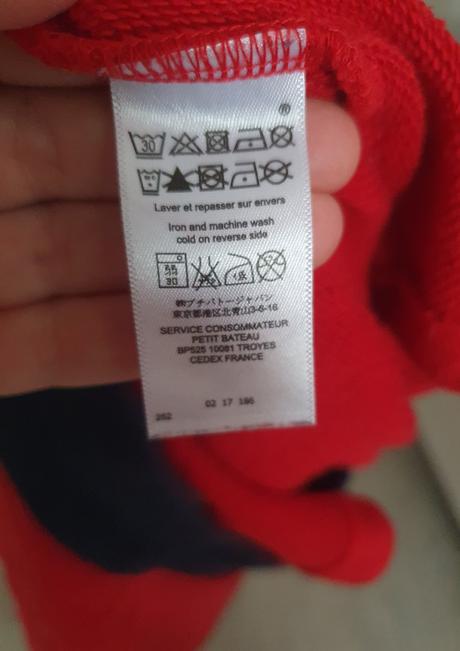 ®
30
Laver et repasser sur envers
Iron and machine wash
cold on reverse side
30
㈱プチバトージャパン
東京都港区北青山3-6-16
SERVICE CONSOMMATEUR
PETIT BATEAU
BP525 10081 TROYES
CEDEX FRANCE
02 17 186